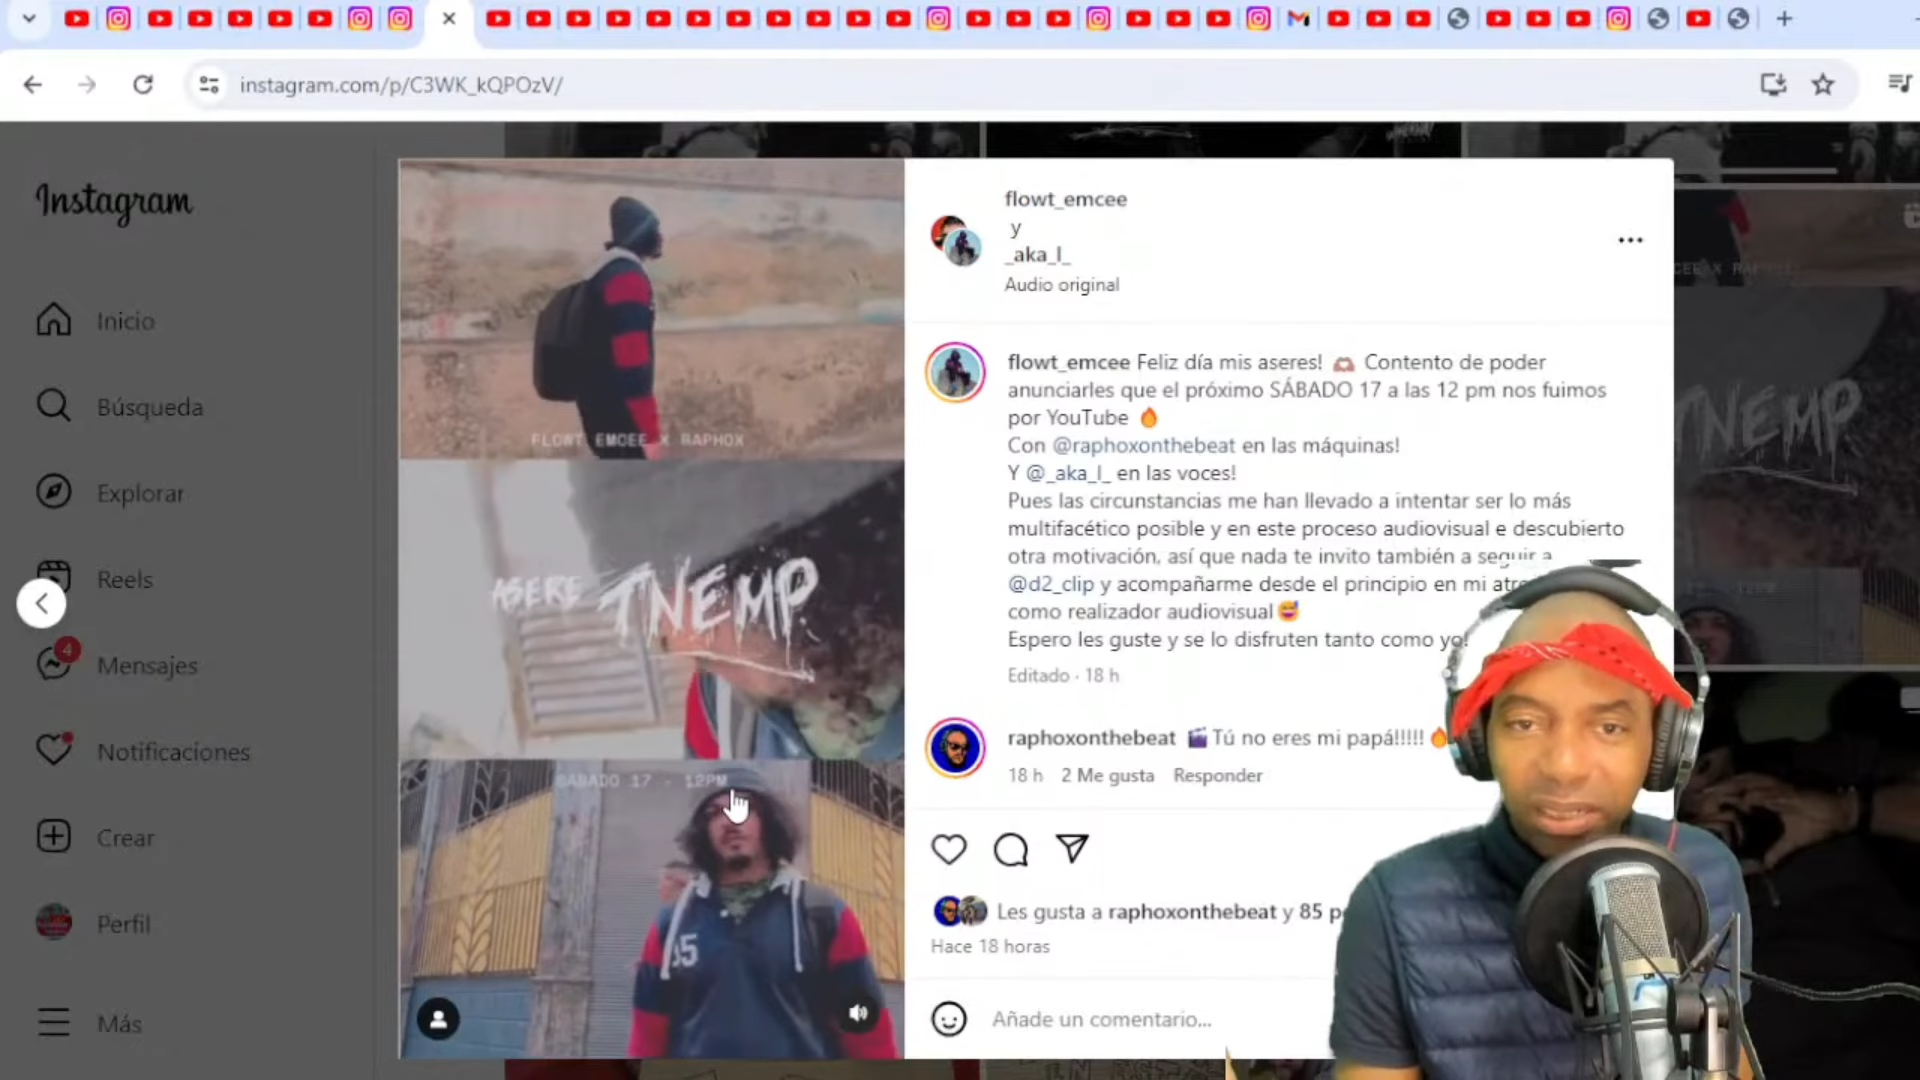 instagram.com/p/C3WK_kQPOzV/
Instagram
Inicio
Búsqueda
Explorar
Reels
4
Mensajes
Notificaciones
Crear
Perfil
Más
FLOWT EMCEE X RAPHOX
ASERE TNEMP
SABADO 17 - 12PM
35
flowt_emcee
y
_aka_l_
Audio original
flowt_emcee Feliz día mis aseres! 🫶 Contento de poder
anunciarles que el próximo SÁBADO 17 a las 12 pm nos fuimos
por YouTube 🔥
Con @raphoxonthebeat en las máquinas!
Y @_aka_l_ en las voces!
Pues las circunstancias me han llevado a intentar ser lo más
multifacético posible y en este proceso audiovisual e descubierto
otra motivación, así que nada te invito también a seguir a
@d2_clip y acompañarme desde el principio en mi
como realizador audiovisual😅
Espero les guste y se lo disfruten tanto como yo!
Editado · 18 h
raphoxonthebeat 🎬 Tú no eres mi papá!!!!! 🔥
18 h 2 Me gusta Responder
Les gusta a raphoxonthebeat y 85
Hace 18 horas
Añade un comentario...
TNEMP